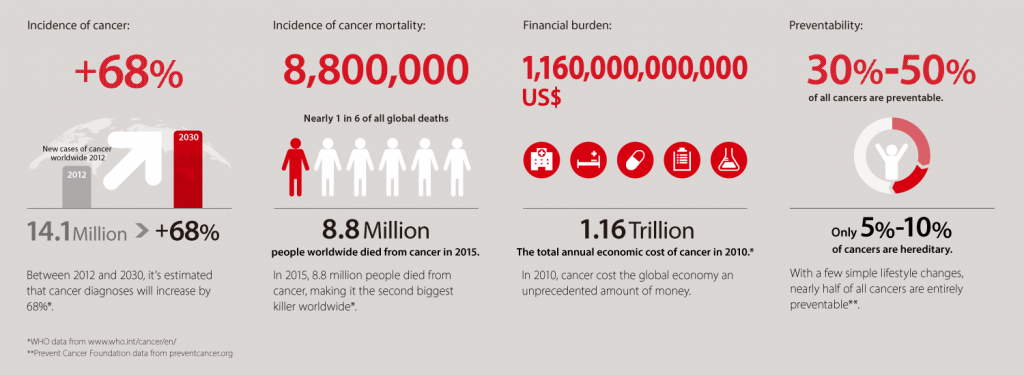 Incidence of cancer:
+68%
New cases of cancer
worldwide 2012
2012
2030
14.1 Million > +68%
Between 2012 and 2030, it's estimated
that cancer diagnoses will increase by
68%*.
Incidence of cancer mortality:
8,800,000
Nearly 1 in 6 of all global deaths
8.8 Million
people worldwide died from cancer in 2015.
In 2015, 8.8 million people died from
cancer, making it the second biggest
killer worldwide*.
Financial burden:
1,160,000,000,000
US$
1.16 Trillion
The total annual economic cost of cancer in 2010.*
In 2010, cancer cost the global economy an
unprecedented amount of money.
Preventability:
30%-50%
of all cancers are preventable.
Only 5%-10%
of cancers are hereditary.
With a few simple lifestyle changes,
nearly half of all cancers are entirely
preventable**.
*WHO data from www.who.int/cancer/en/
**Prevent Cancer Foundation data from preventcancer.org